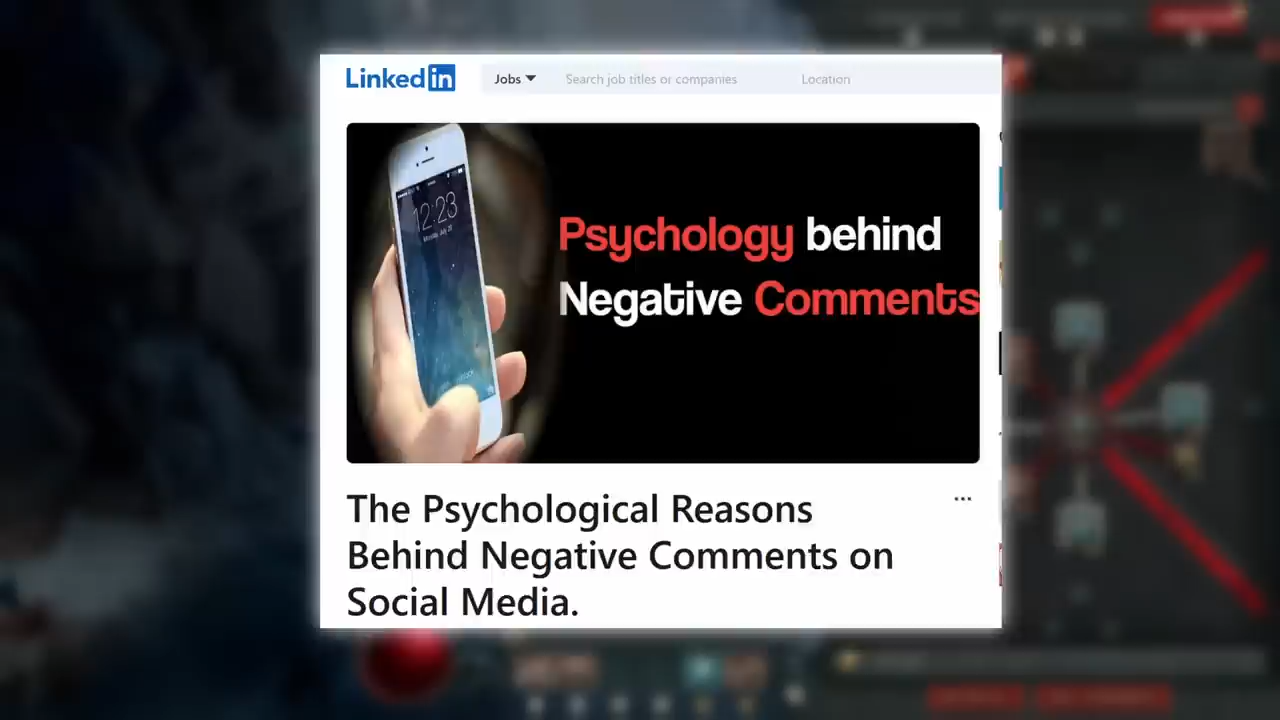 LinkedIn
Jobs Search job titles or companies Location
12:23
Psychology behind
Negative Comments
The Psychological Reasons
Behind Negative Comments on
Social Media.